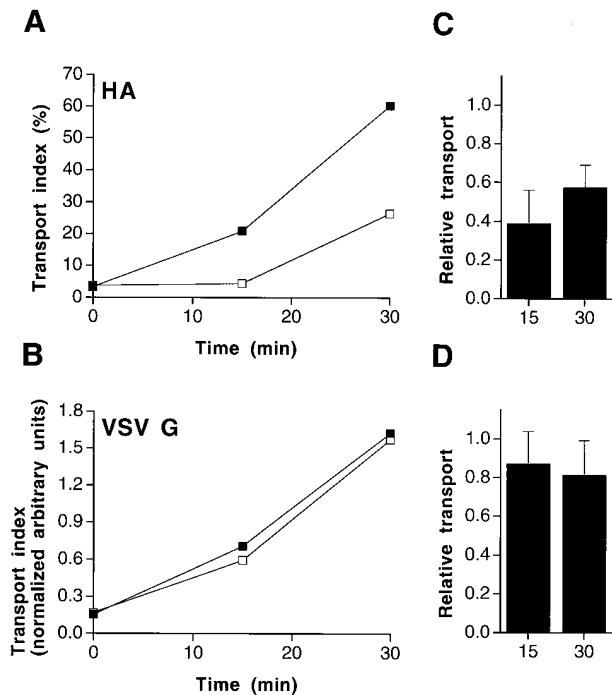 A
HA
Transport index (%)
70
60
50
40
30
20
10
0
0 10 20 30
Time (min)
C
Relative transport
1.0
0.8
0.6
0.4
0.2
0.0
15 30
B
VSV G
Transport index
(normalized arbitrary units)
1.8
1.5
1.2
0.9
0.6
0.3
0.0
0 10 20 30
Time (min)
D
Relative transport
1.0
0.8
0.6
0.4
0.2
0.0
15 30